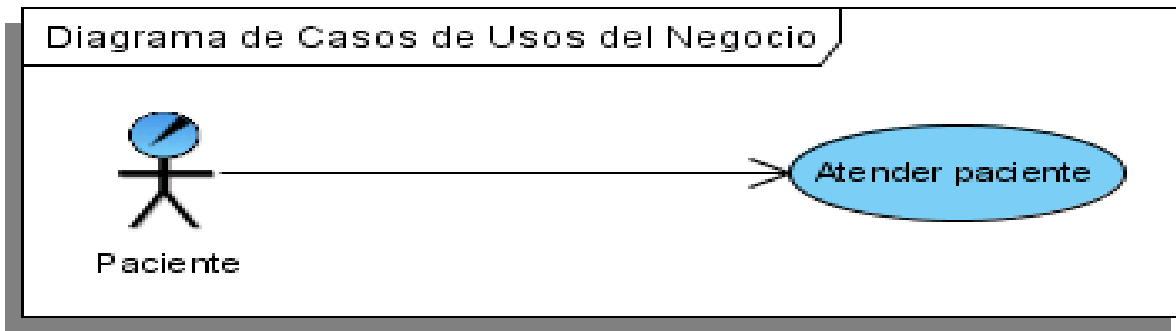 Diagrama de Casos de Usos del Negocio
Atender paciente
Paciente